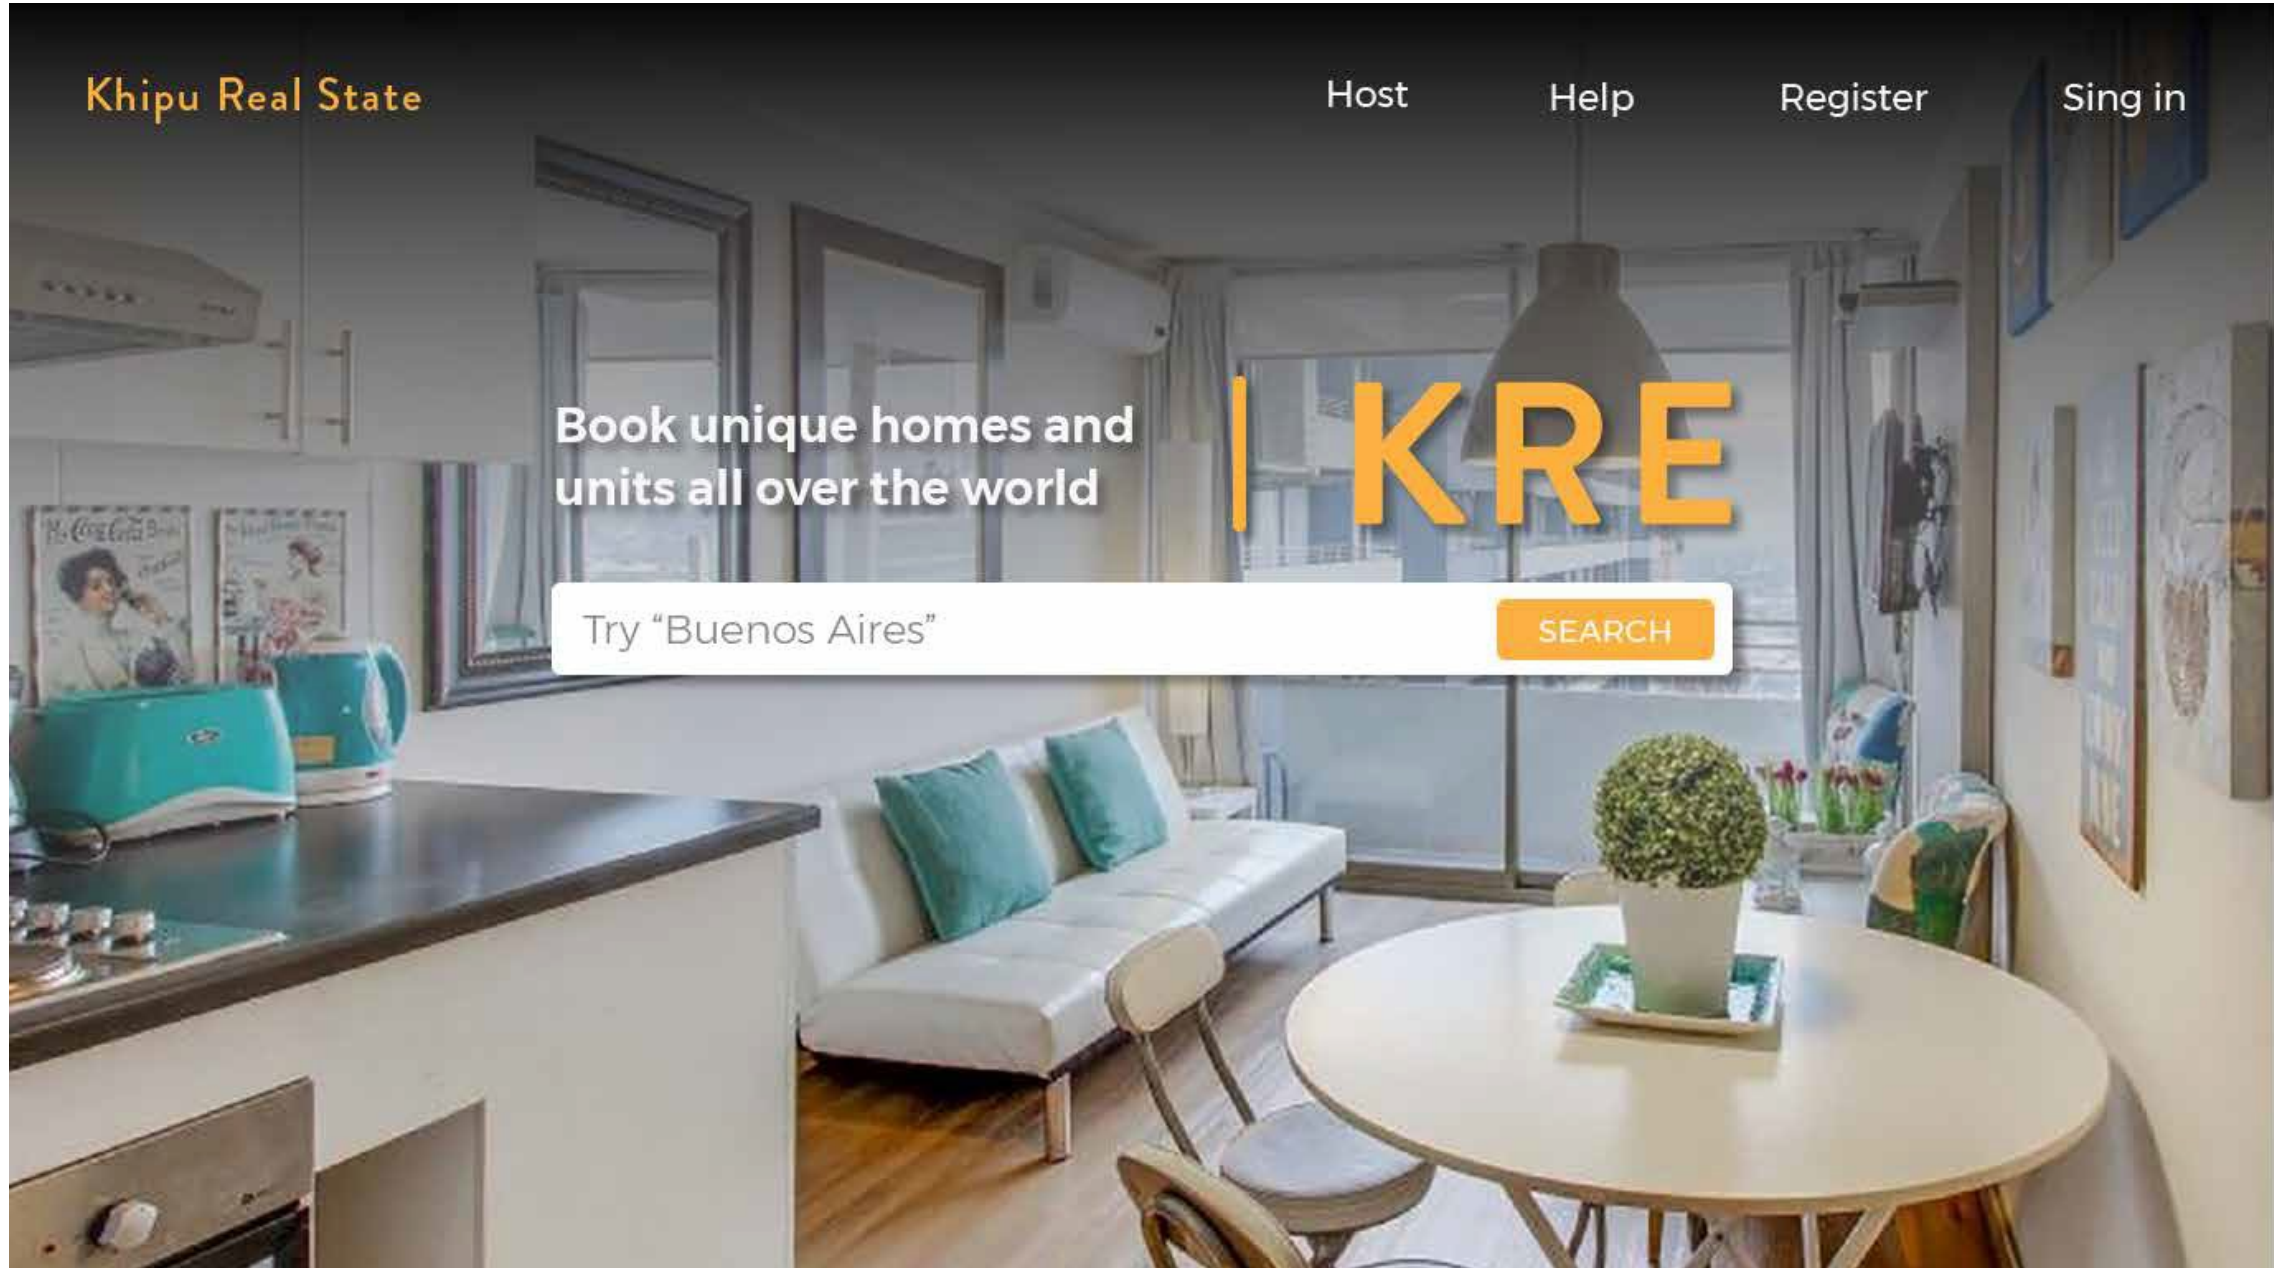 Khipu Real State
Host
Help
Register
Sing in
Book unique homes and
units all over the world
| KRE
Try “Buenos Aires”
SEARCH